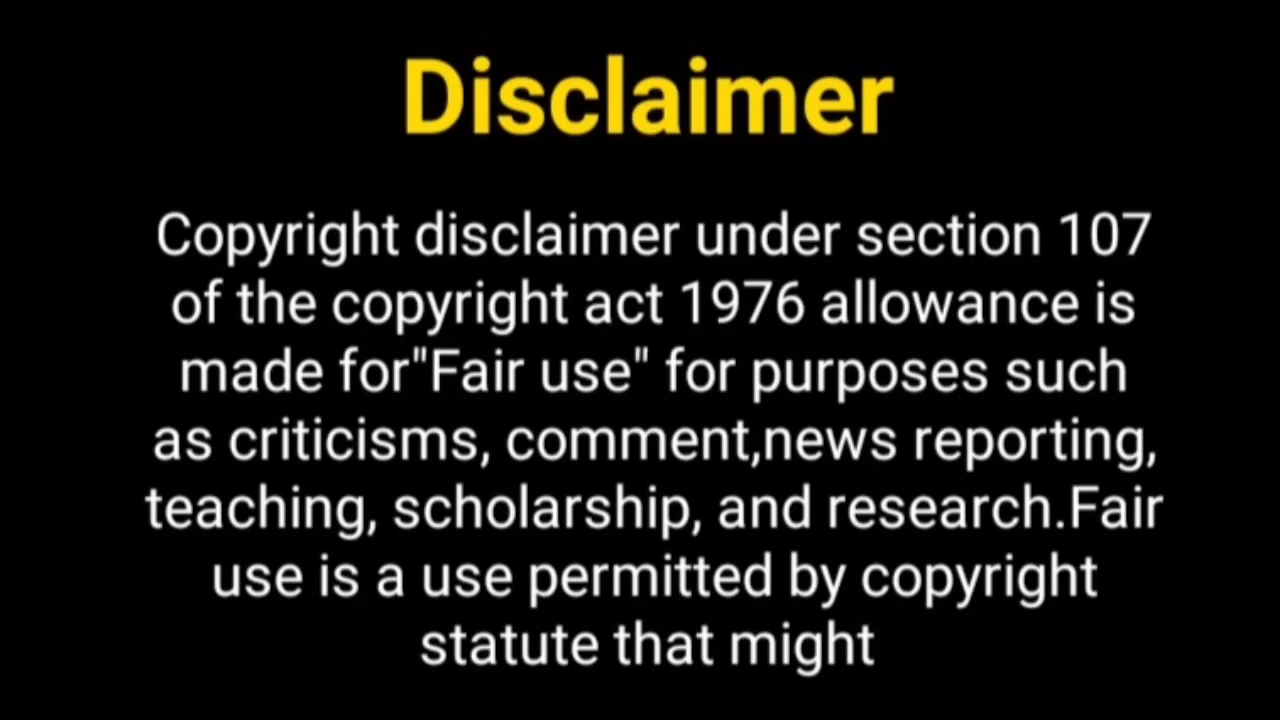 Disclaimer
Copyright disclaimer under section 107
of the copyright act 1976 allowance is
made for"Fair use" for purposes such
as criticisms, comment,news reporting,
teaching, scholarship, and research.Fair
use is a use permitted by copyright
statute that might